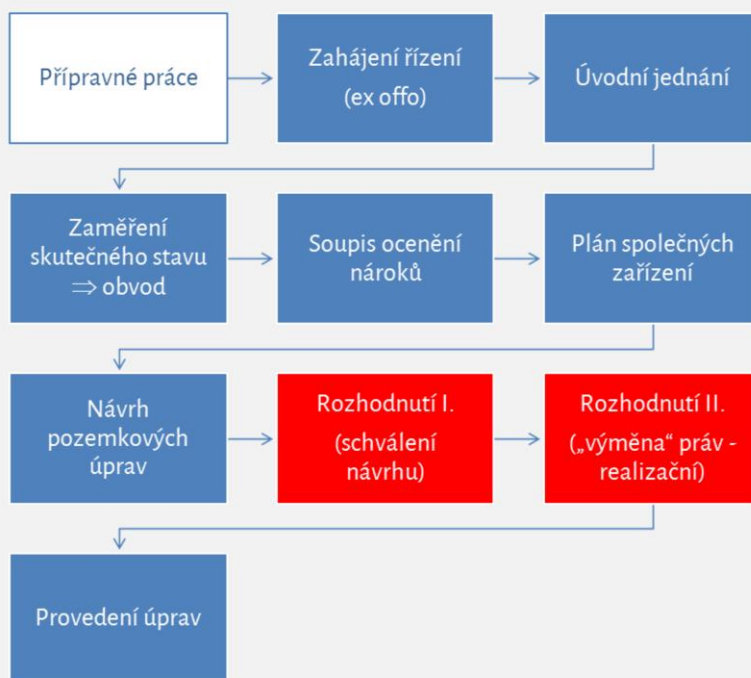 Přípravné práce
Zahájení řízení
(ex offo)
Úvodní jednání
Zaměření
skutečného stavu
⇒ obvod
Soupis ocenění
nároků
Plán společných
zařízení
Návrh
pozemkových
úprav
Rozhodnutí I.
(schválení
návrhu)
Rozhodnutí II.
(„výměna“ práv -
realizační)
Provedení úprav